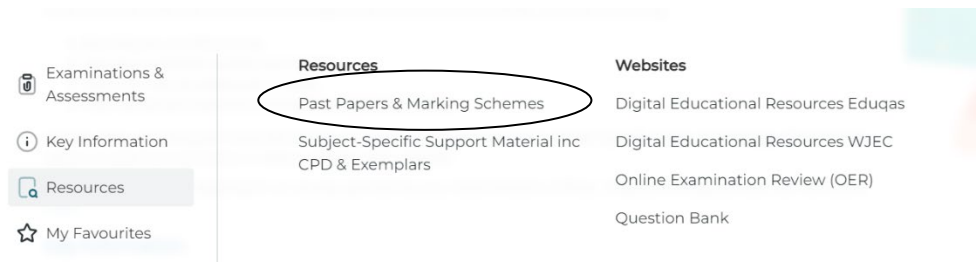 Examinations &
Assessments
Key Information
Resources
My Favourites
Resources
Past Papers & Marking Schemes
Subject-Specific Support Material inc
CPD & Exemplars
Websites
Digital Educational Resources Eduqas
Digital Educational Resources WJEC
Online Examination Review (OER)
Question Bank